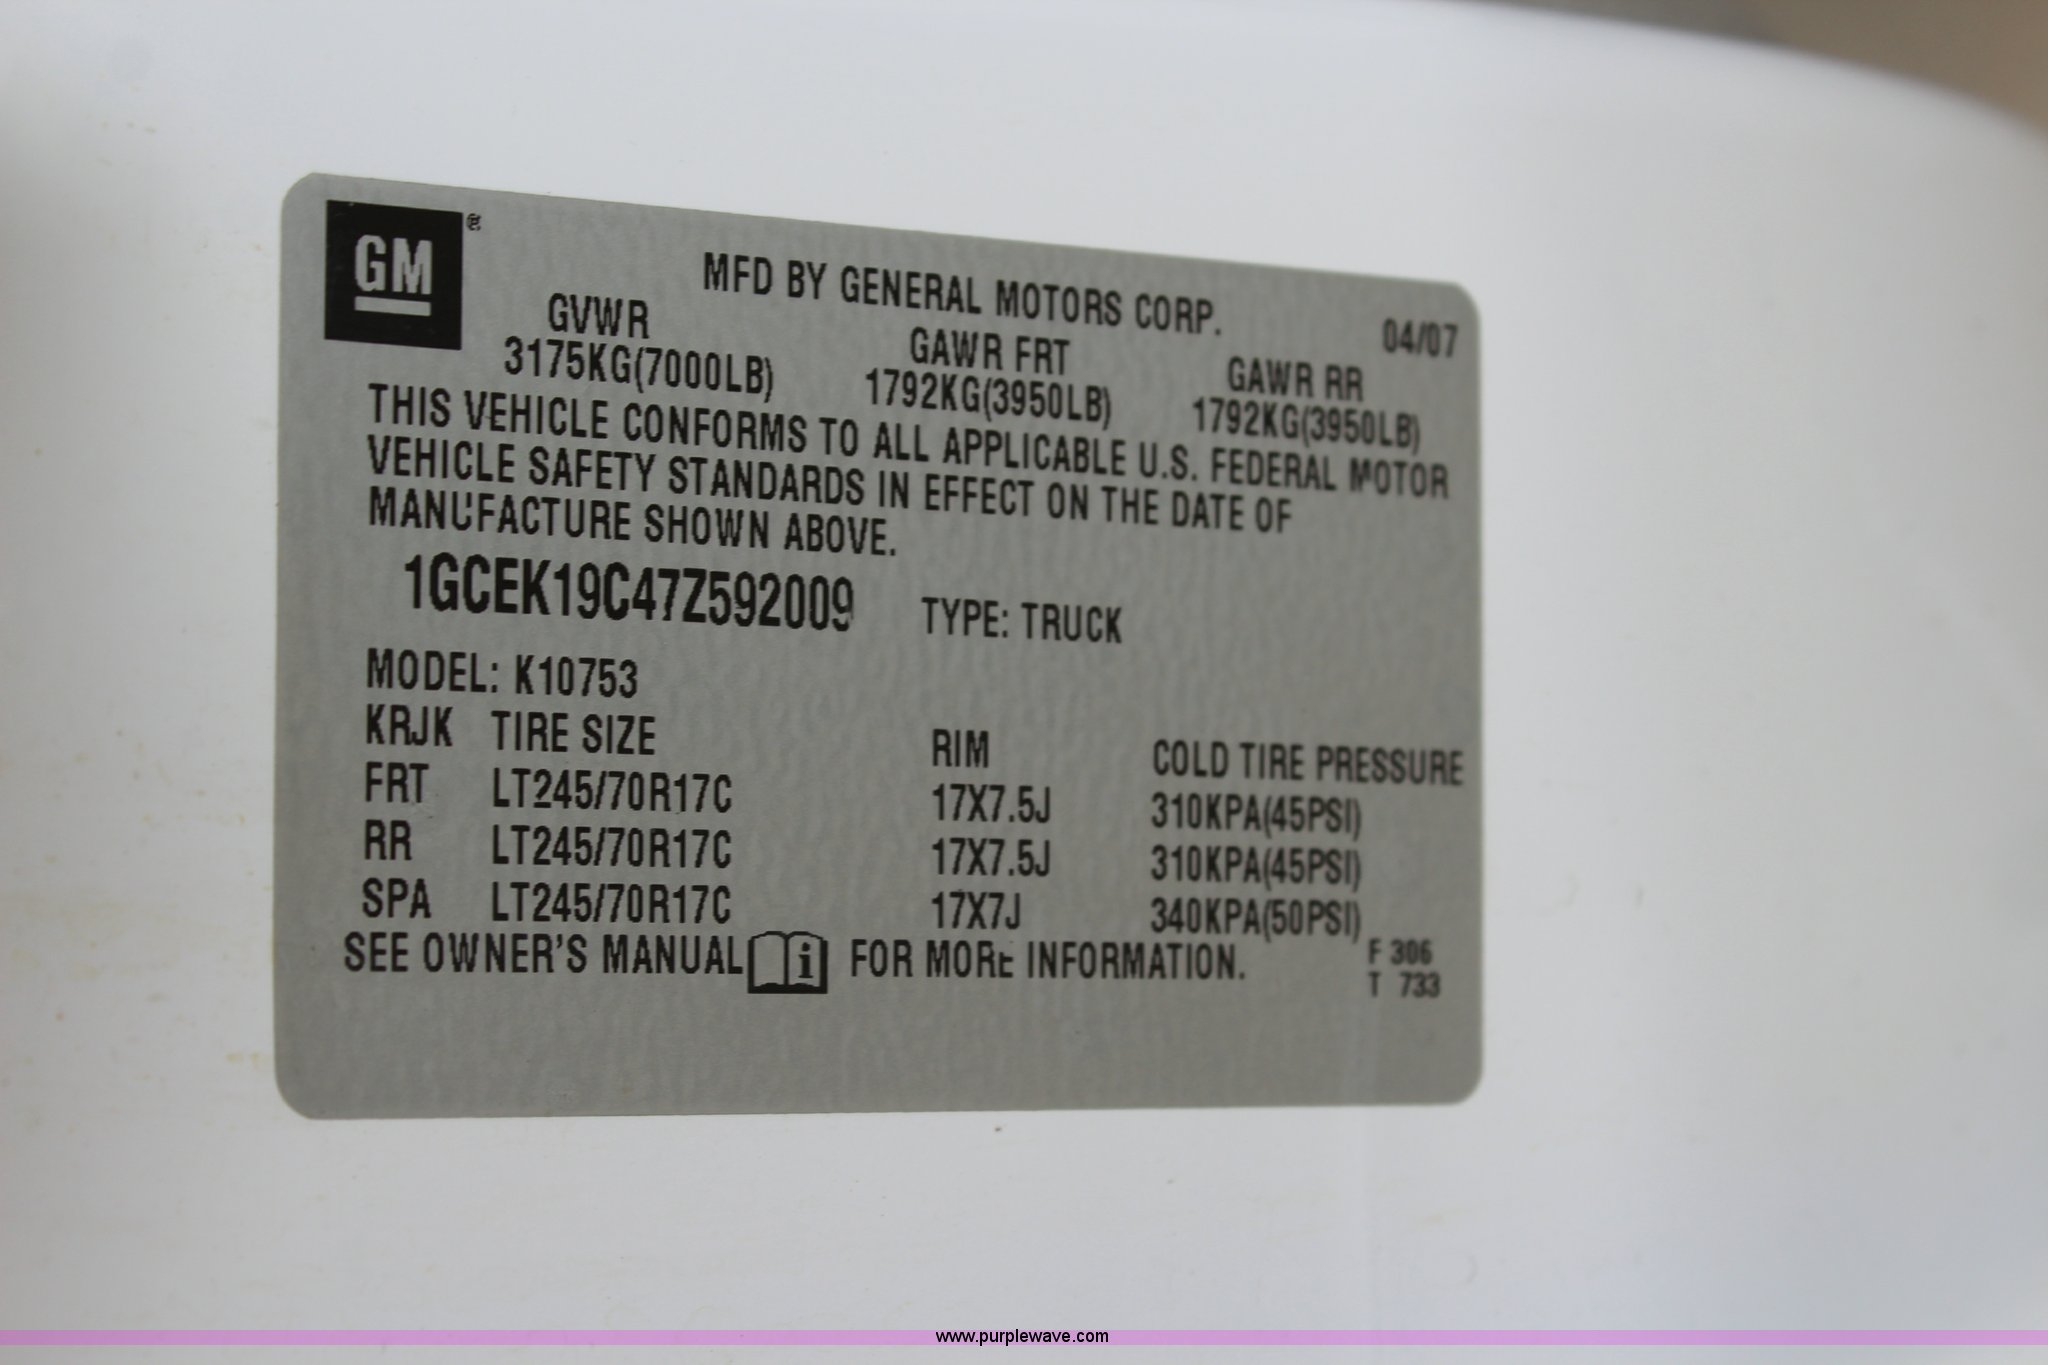 GM ®
MFD BY GENERAL MOTORS CORP.
04/07
GVWR GAWR FRT GAWR RR
3175KG(7000LB) 1792KG(3950LB) 1792KG(3950LB)
THIS VEHICLE CONFORMS TO ALL APPLICABLE U.S. FEDERAL MOTOR
VEHICLE SAFETY STANDARDS IN EFFECT ON THE DATE OF
MANUFACTURE SHOWN ABOVE.
1GCEK19C47Z592009 TYPE: TRUCK
MODEL: K10753
KRJK TIRE SIZE RIM COLD TIRE PRESSURE
FRT LT245/70R17C 17X7.5J 310KPA(45PSI)
RR LT245/70R17C 17X7.5J 310KPA(45PSI)
SPA LT245/70R17C 17X7J 340KPA(50PSI)
SEE OWNER'S MANUAL i FOR MORE INFORMATION.
F 306
T 733
www.purplewave.com